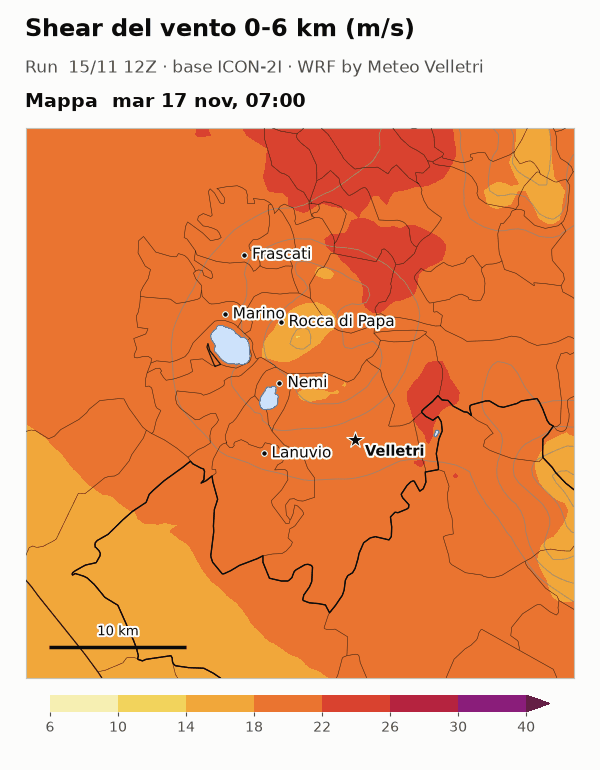 Shear del vento 0-6 km (m/s)
Run  15/11 12Z · base ICON-2I · WRF by Meteo Velletri
Mappa  mar 17 nov, 07:00
Frascati
Marino
Rocca di Papa
Nemi
Velletri
Lanuvio
10 km
6 10 14 18 22 26 30 40